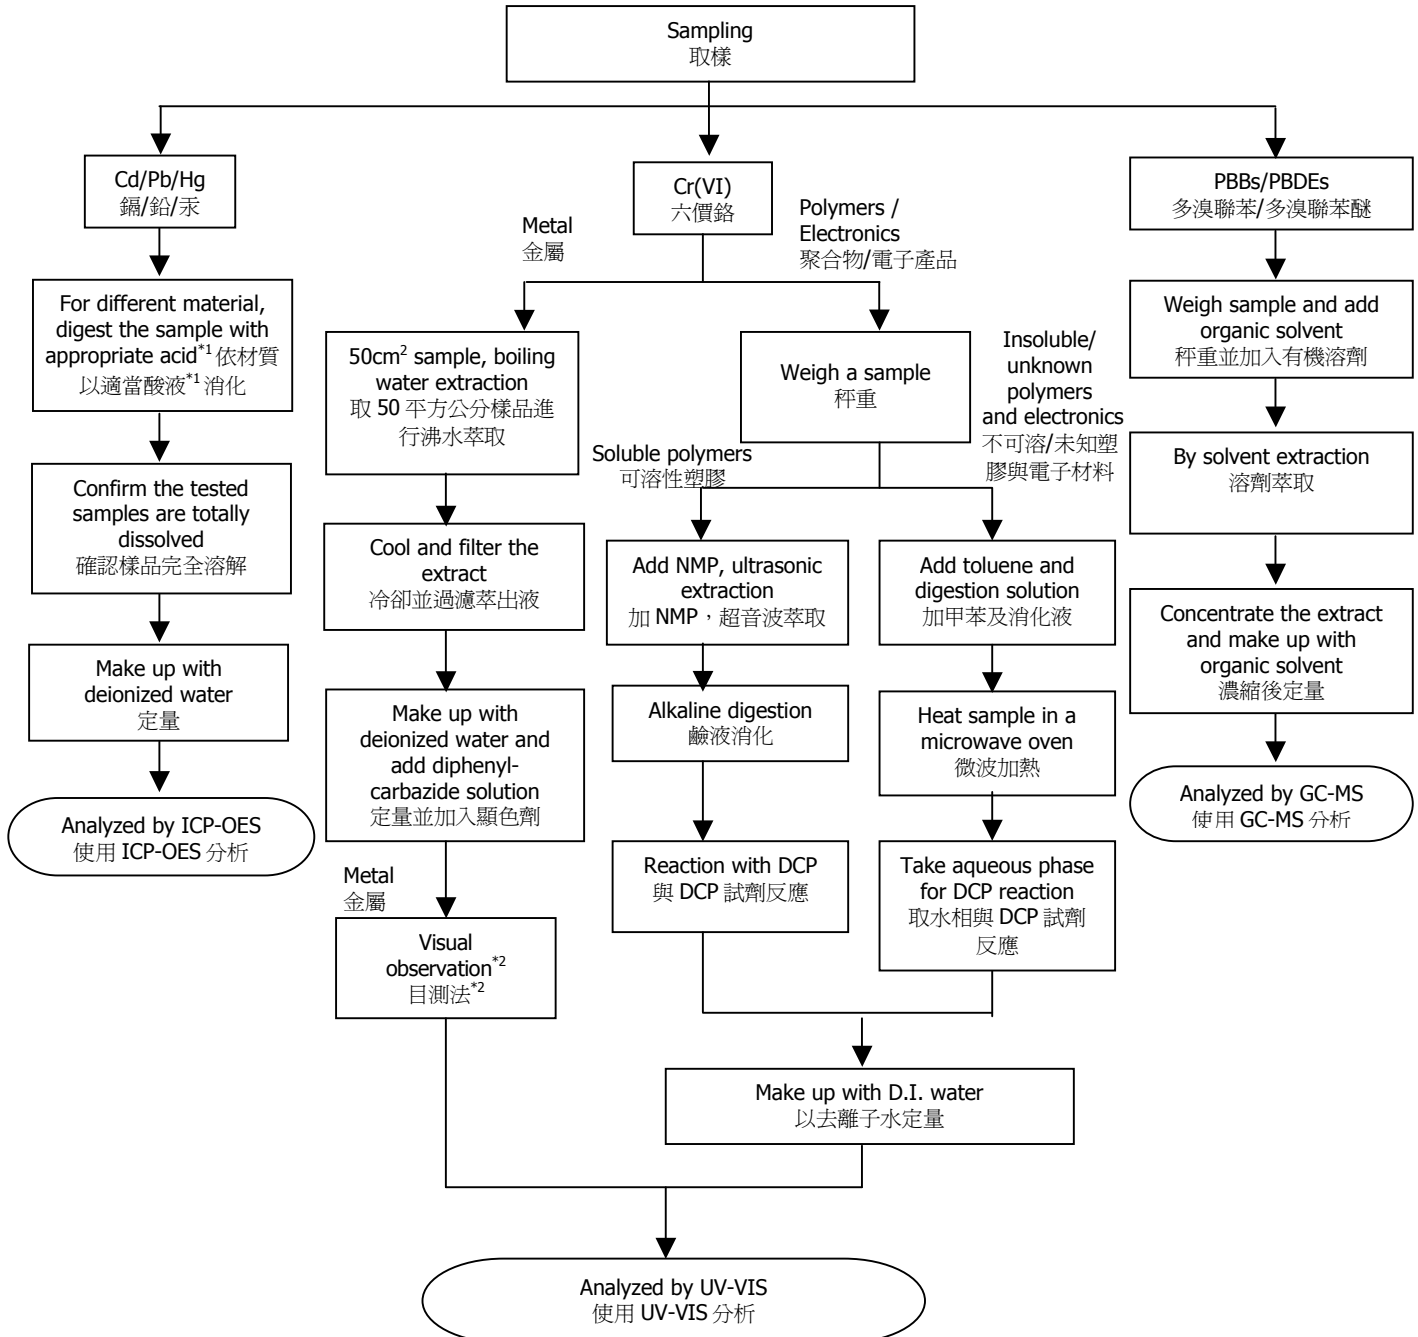 Sampling
取樣
Cd/Pb/Hg
鎘/鉛/汞
For different material,
digest the sample with
appropriate acid*1 依材質
以適當酸液*1 消化
Confirm the tested
samples are totally
dissolved
確認樣品完全溶解
Make up with
deionized water
定量
Analyzed by ICP-OES
使用 ICP-OES 分析
Cr(VI)
六價鉻
Metal
金屬
50cm2 sample, boiling
water extraction
取 50 平方公分樣品進
行沸水萃取
Cool and filter the
extract
冷卻並過濾萃出液
Make up with
deionized water and
add diphenyl-
carbazide solution
定量並加入顯色劑
Metal
金屬
Visual
observation*2
目測法*2
Polymers /
Electronics
聚合物/電子產品
Weigh a sample
秤重
Soluble polymers
可溶性塑膠
Add NMP, ultrasonic
extraction
加 NMP，超音波萃取
Alkaline digestion
鹼液消化
Reaction with DCP
與 DCP 試劑反應
Insoluble/
unknown
polymers
and electronics
不可溶/未知塑
膠與電子材料
Add toluene and
digestion solution
加甲苯及消化液
Heat sample in a
microwave oven
微波加熱
Take aqueous phase
for DCP reaction
取水相與 DCP 試劑
反應
Make up with D.I. water
以去離子水定量
Analyzed by UV-VIS
使用 UV-VIS 分析
PBBs/PBDEs
多溴聯苯/多溴聯苯醚
Weigh sample and add
organic solvent
秤重並加入有機溶劑
By solvent extraction
溶劑萃取
Concentrate the extract
and make up with
organic solvent
濃縮後定量
Analyzed by GC-MS
使用 GC-MS 分析